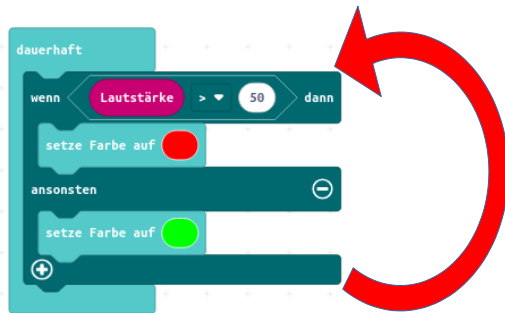 dauerhaft
wenn Lautstärke > 50 dann
setze Farbe auf
ansonsten
setze Farbe auf